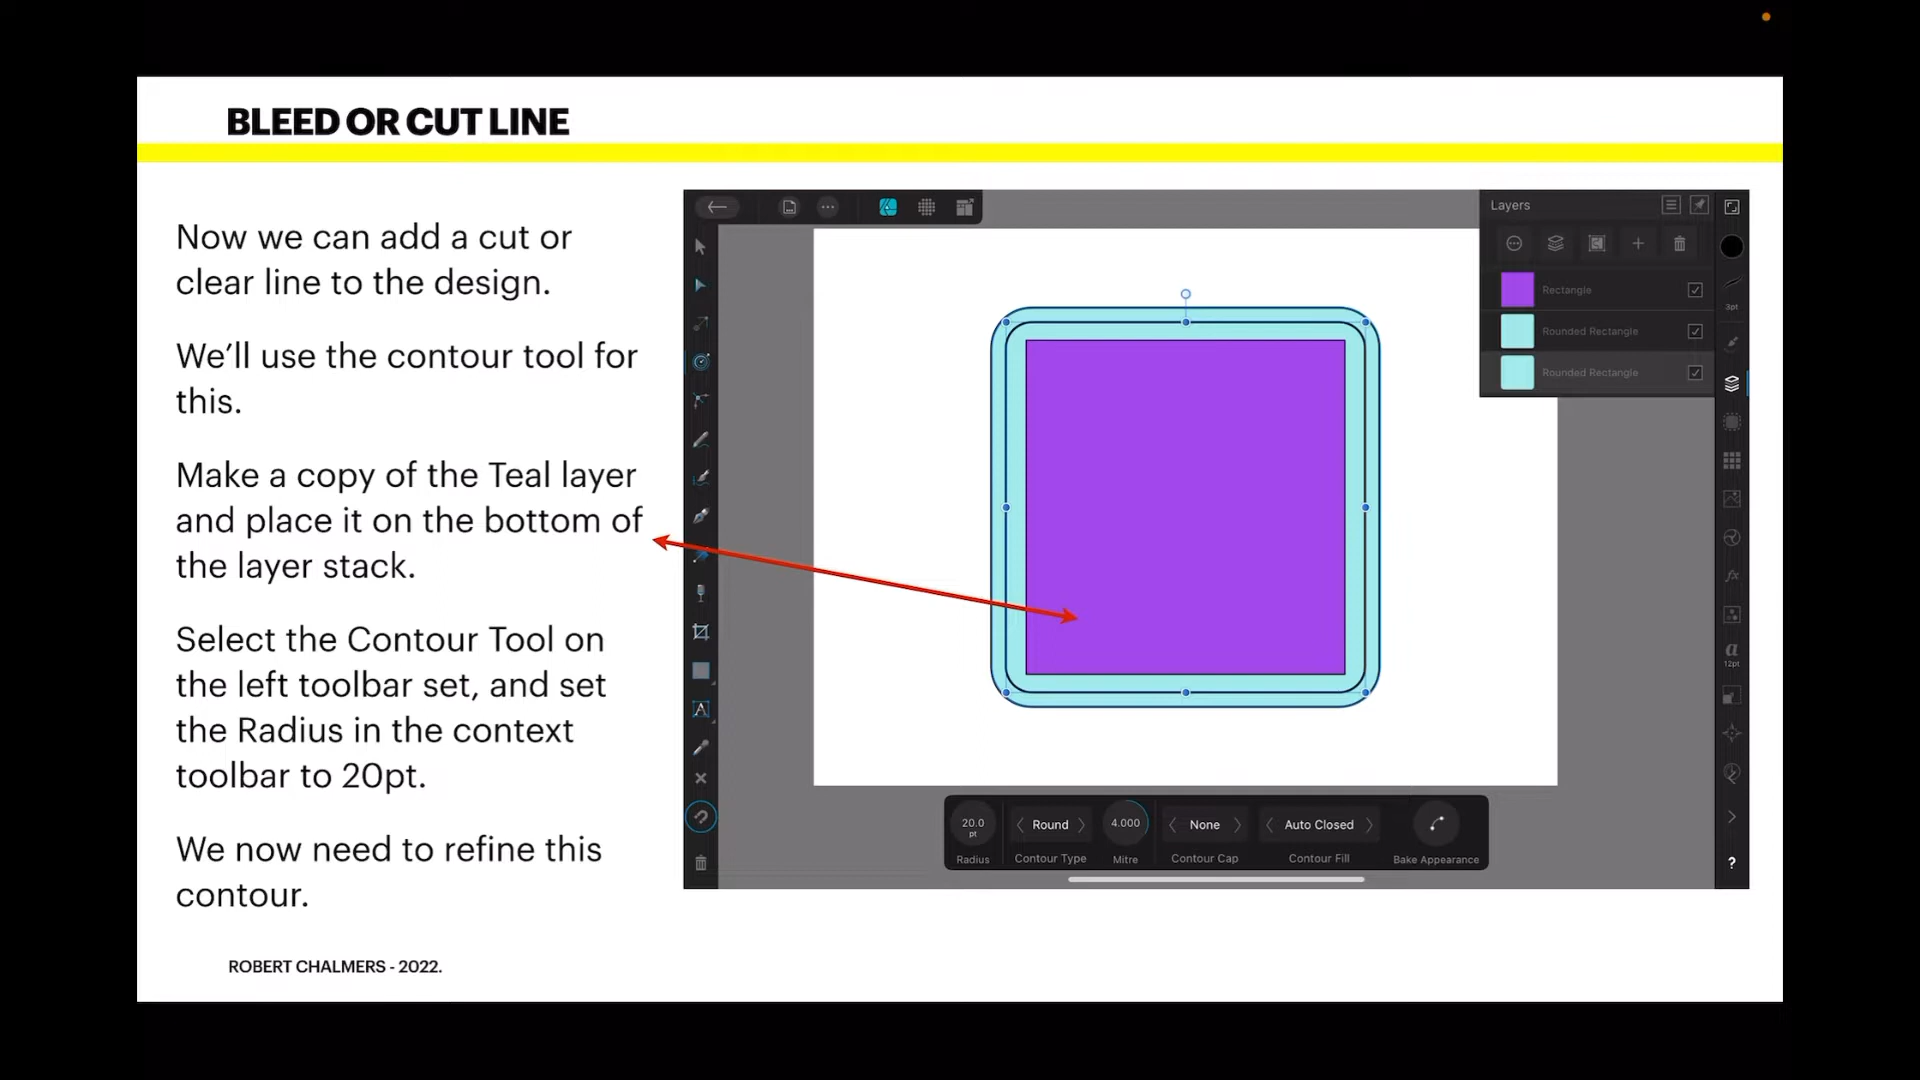 BLEED OR CUT LINE
Now we can add a cut or
clear line to the design.
We’ll use the contour tool for
this.
Make a copy of the Teal layer
and place it on the bottom of
the layer stack.
Select the Contour Tool on
the left toolbar set, and set
the Radius in the context
toolbar to 20pt.
We now need to refine this
contour.
ROBERT CHALMERS - 2022.
Layers
Rectangle
Rounded Rectangle
Rounded Rectangle
3pt
fx
a
12pt
?
A
20.0
pt
Radius
Round
Contour Type
4.000
Mitre
None
Contour Cap
Auto Closed
Contour Fill
Bake Appearance